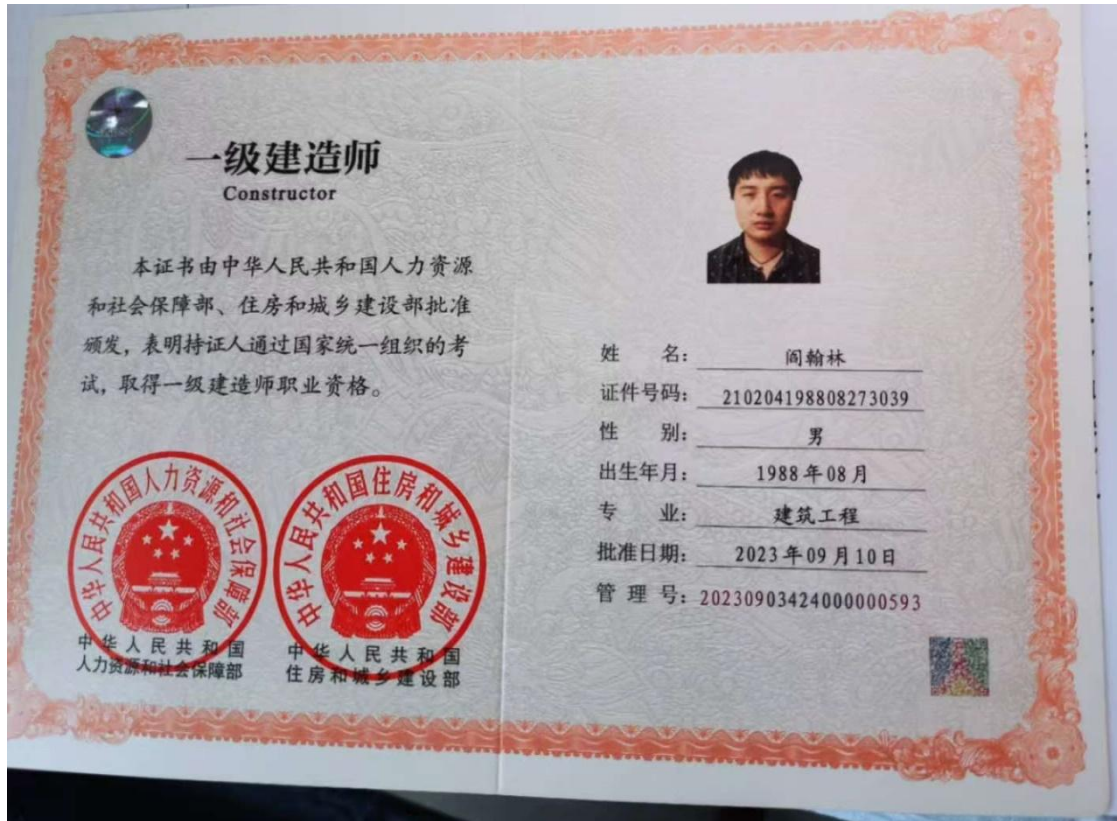 一级建造师
Constructor
本证书由中华人民共和国人力资源
和社会保障部、住房和城乡建设部批准
颁发，表明持证人通过国家统一组织的考
试，取得一级建造师职业资格。
中华人民共和国人力资源和社会保障部
中华人民共和国
人力资源和社会保障部
中华人民共和国住房和城乡建设部
中华人民共和国
住房和城乡建设部
姓 名： 阎翰林
证件号码： 210204198808273039
性 别： 男
出生年月： 1988年08月
专 业： 建筑工程
批准日期： 2023年09月10日
管 理 号： 20230903424000000593